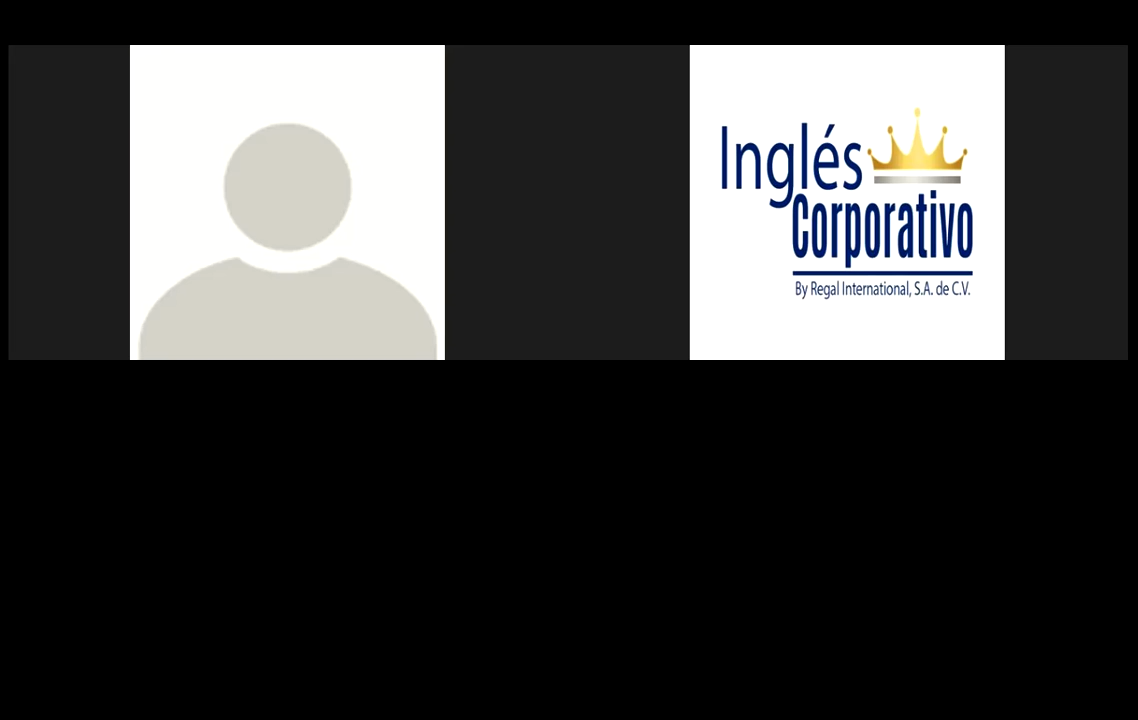 Inglés
Corporativo
By Regal International, S.A. de C.V.